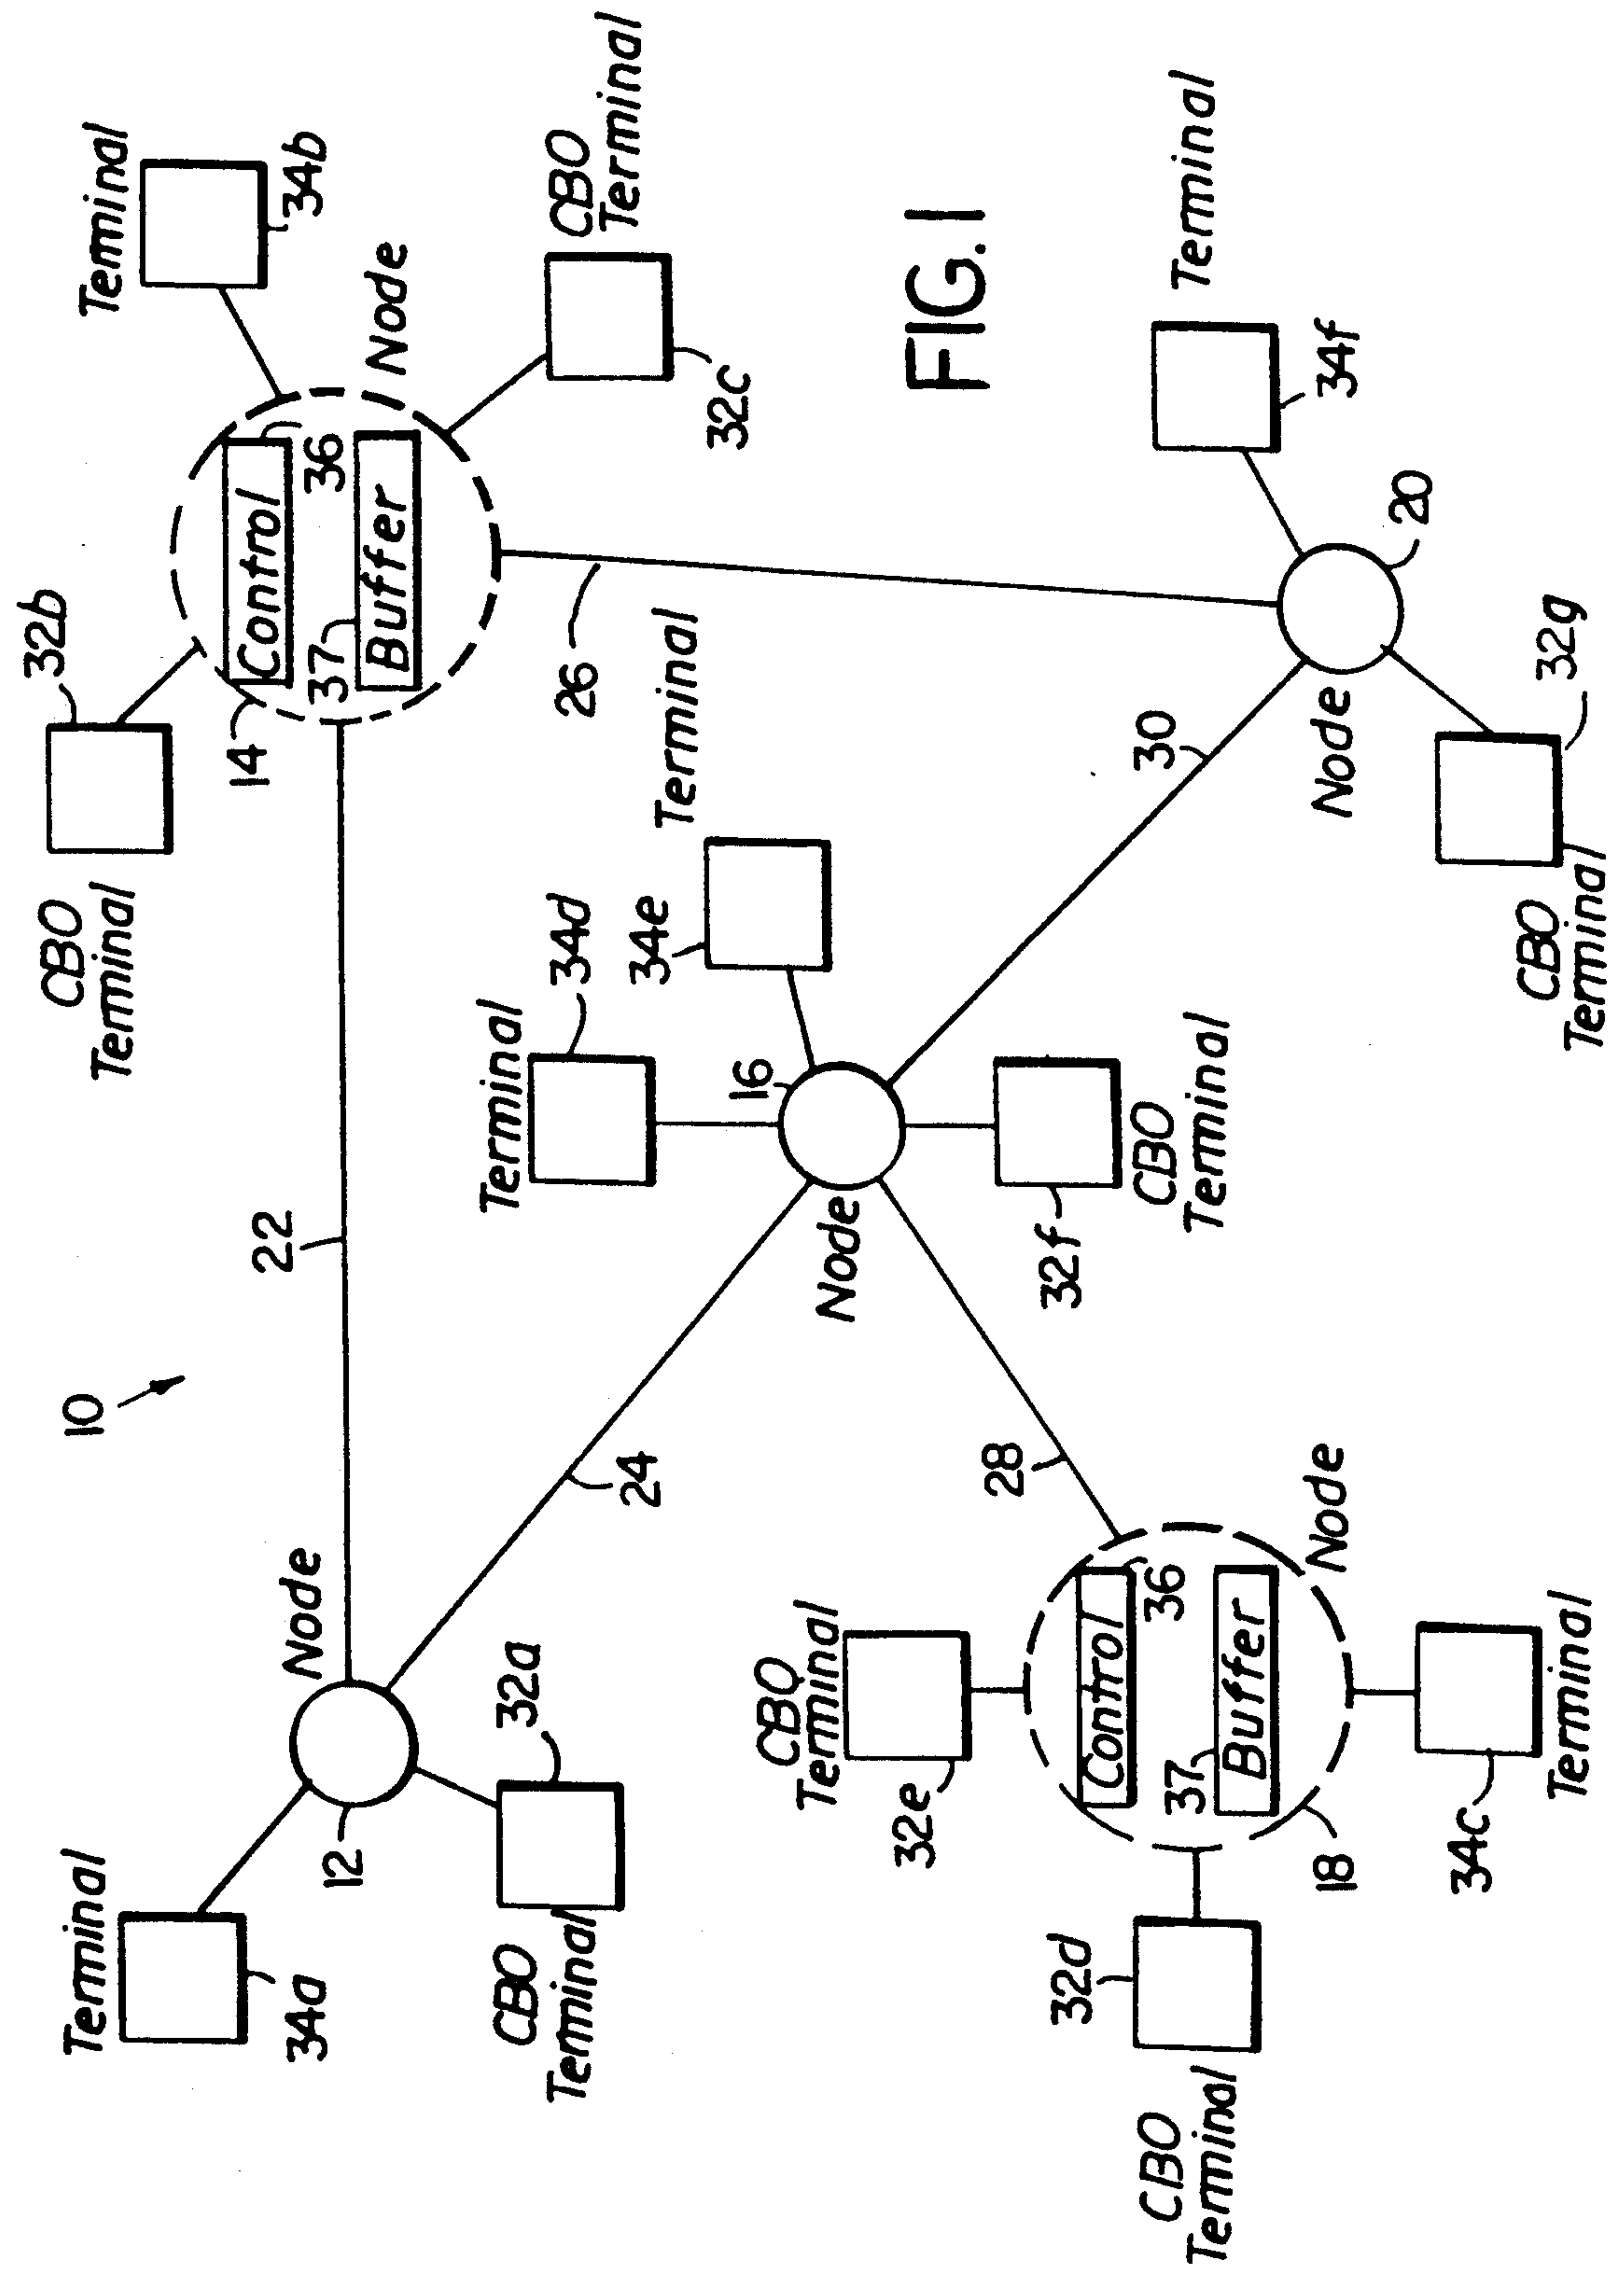 10
Terminal
34a
Node
12
CBO
Terminal
32a
22
24
CBO
Terminal
32b
14
Control
36
37
Buffer
Node
Terminal
34b
CBO
Terminal
32c
26
Terminal
34d
Terminal
34e
16
Node
CBO
Terminal
32f
28
30
CBO
Terminal
32e
CBO
Terminal
32d
Control
36
37
Buffer
Node
18
34c
Terminal
Node
20
Terminal
34f
CBO
Terminal
32g
FIG. 1